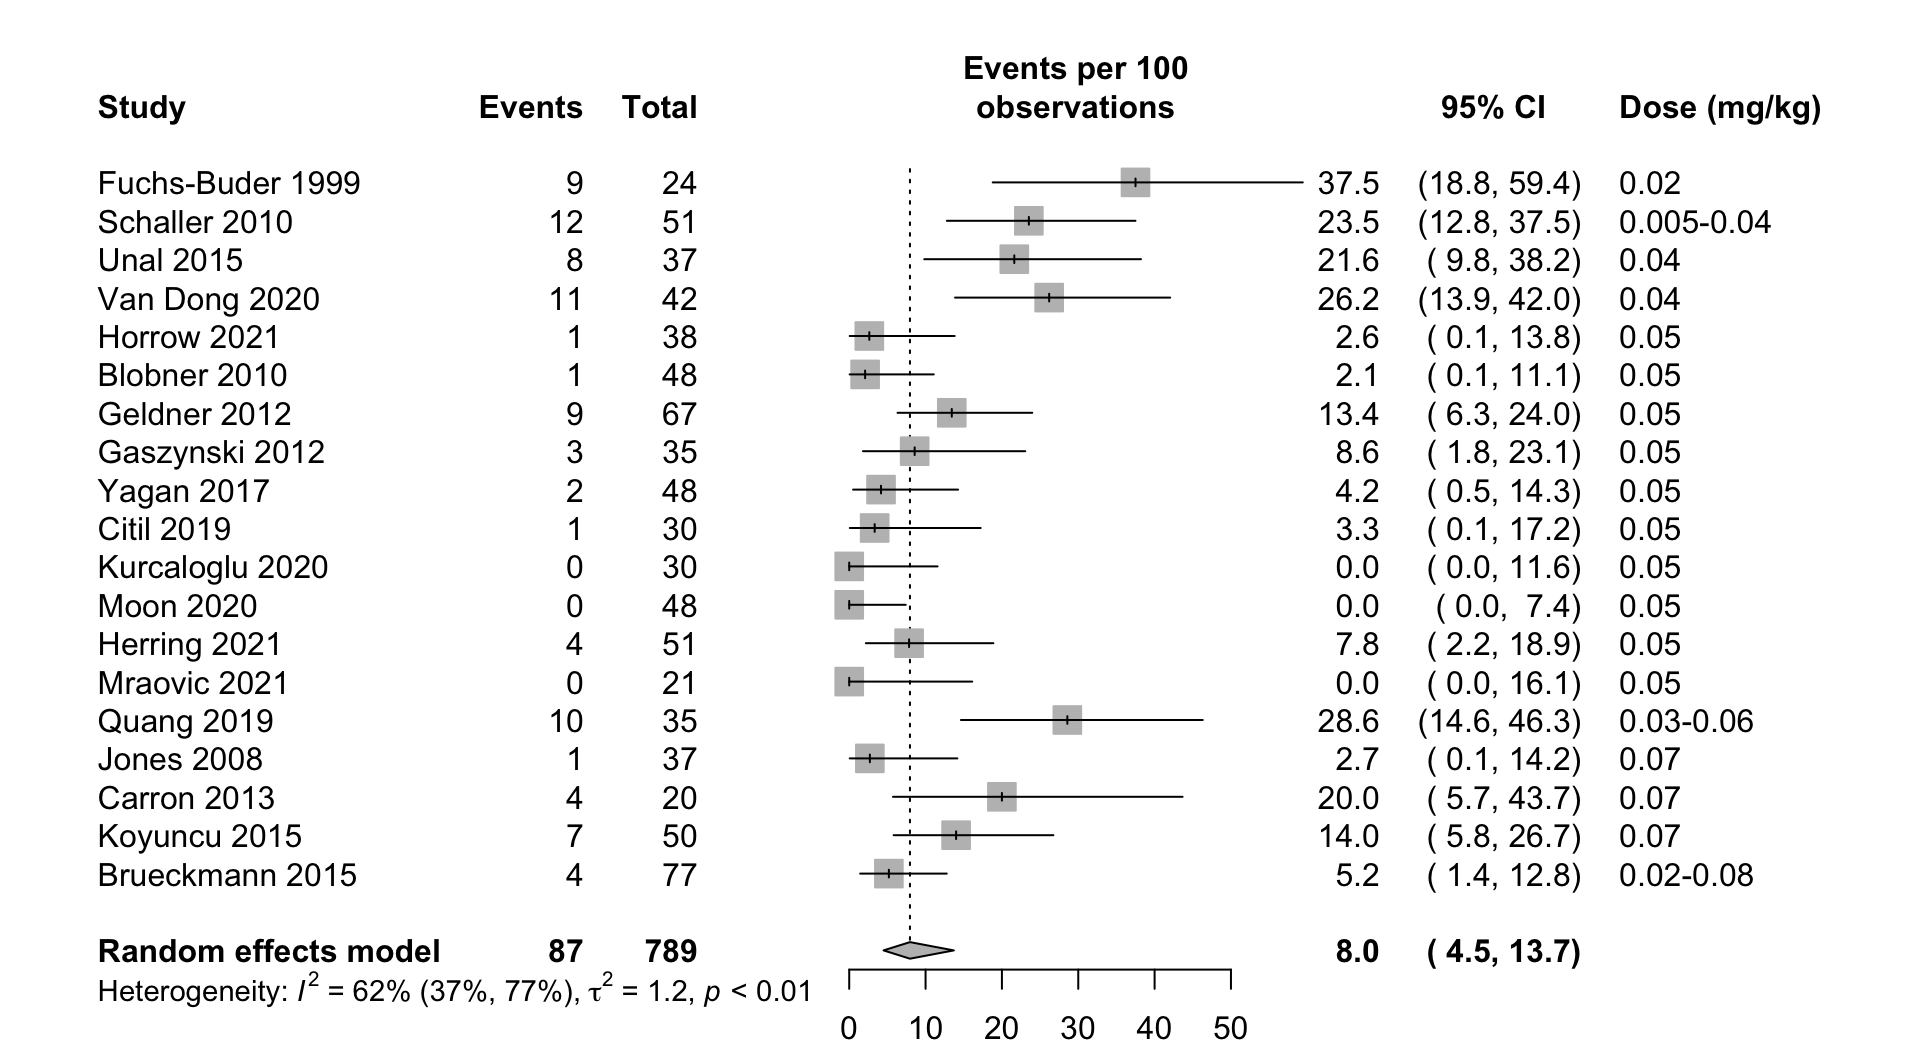 Events per 100
Study Events Total observations 95% CI Dose (mg/kg)
Fuchs-Buder 1999 9 24 37.5 (18.8, 59.4) 0.02
Schaller 2010 12 51 23.5 (12.8, 37.5) 0.005-0.04
Unal 2015 8 37 21.6 ( 9.8, 38.2) 0.04
Van Dong 2020 11 42 26.2 (13.9, 42.0) 0.04
Horrow 2021 1 38 2.6 ( 0.1, 13.8) 0.05
Blobner 2010 1 48 2.1 ( 0.1, 11.1) 0.05
Geldner 2012 9 67 13.4 ( 6.3, 24.0) 0.05
Gaszynski 2012 3 35 8.6 ( 1.8, 23.1) 0.05
Yagan 2017 2 48 4.2 ( 0.5, 14.3) 0.05
Citil 2019 1 30 3.3 ( 0.1, 17.2) 0.05
Kurcaloglu 2020 0 30 0.0 ( 0.0, 11.6) 0.05
Moon 2020 0 48 0.0 ( 0.0, 7.4) 0.05
Herring 2021 4 51 7.8 ( 2.2, 18.9) 0.05
Mraovic 2021 0 21 0.0 ( 0.0, 16.1) 0.05
Quang 2019 10 35 28.6 (14.6, 46.3) 0.03-0.06
Jones 2008 1 37 2.7 ( 0.1, 14.2) 0.07
Carron 2013 4 20 20.0 ( 5.7, 43.7) 0.07
Koyuncu 2015 7 50 14.0 ( 5.8, 26.7) 0.07
Brueckmann 2015 4 77 5.2 ( 1.4, 12.8) 0.02-0.08
Random effects model 87 789 8.0 ( 4.5, 13.7)
Heterogeneity: I² = 62% (37%, 77%), τ² = 1.2, p < 0.01
0 10 20 30 40 50